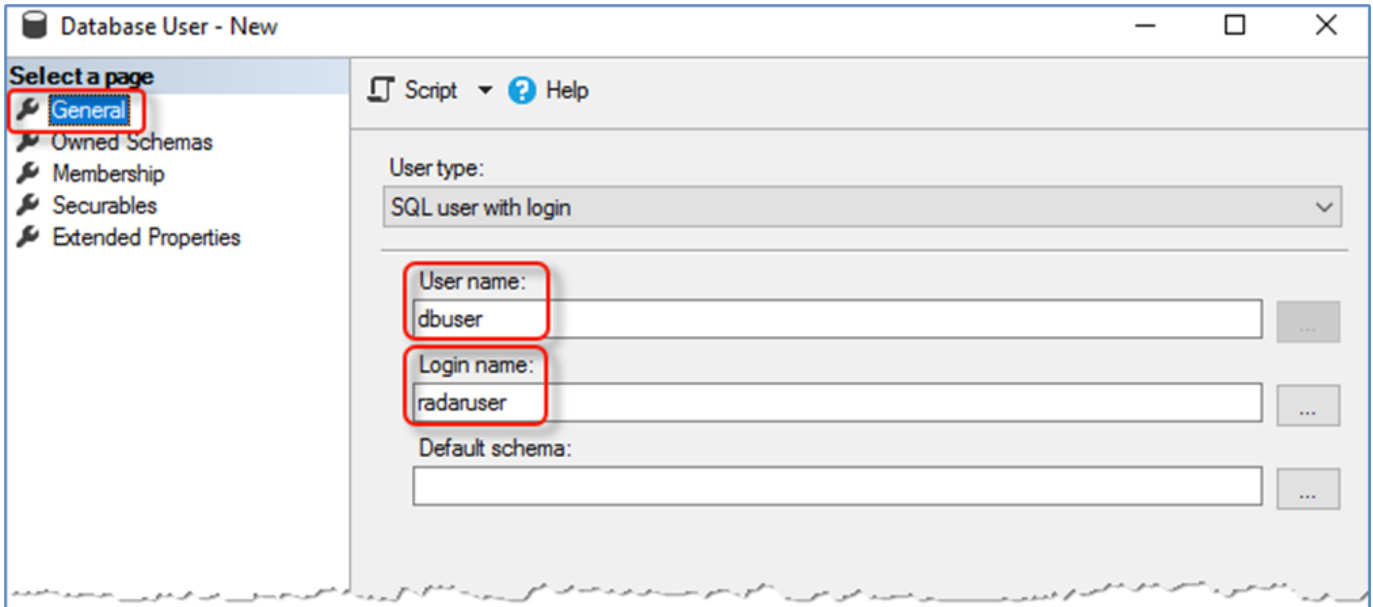 Database User - New
Select a page
General
Owned Schemas
Membership
Securables
Extended Properties
Script
Help
User type:
SQL user with login
User name:
dbuser
...
Login name:
radaruser
...
Default schema:
...